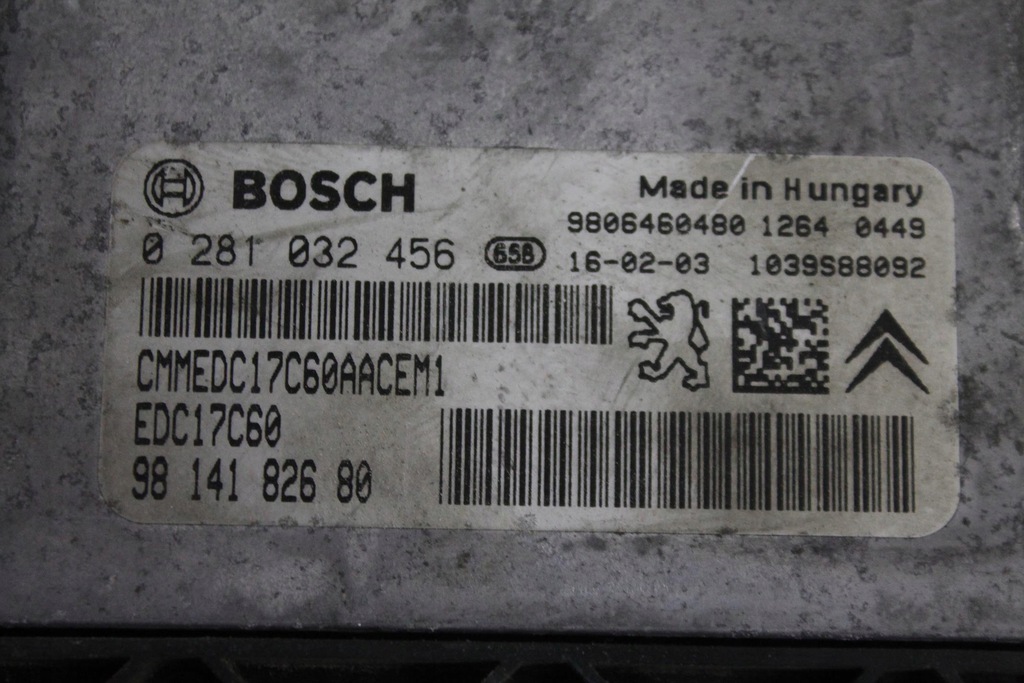 BOSCH
Made in Hungary
9806460480 1264 0449
0 281 032 456 65B
16-02-03 1039S88092
CMMEDC17C60AACEM1
EDC17C60
98 141 826 80